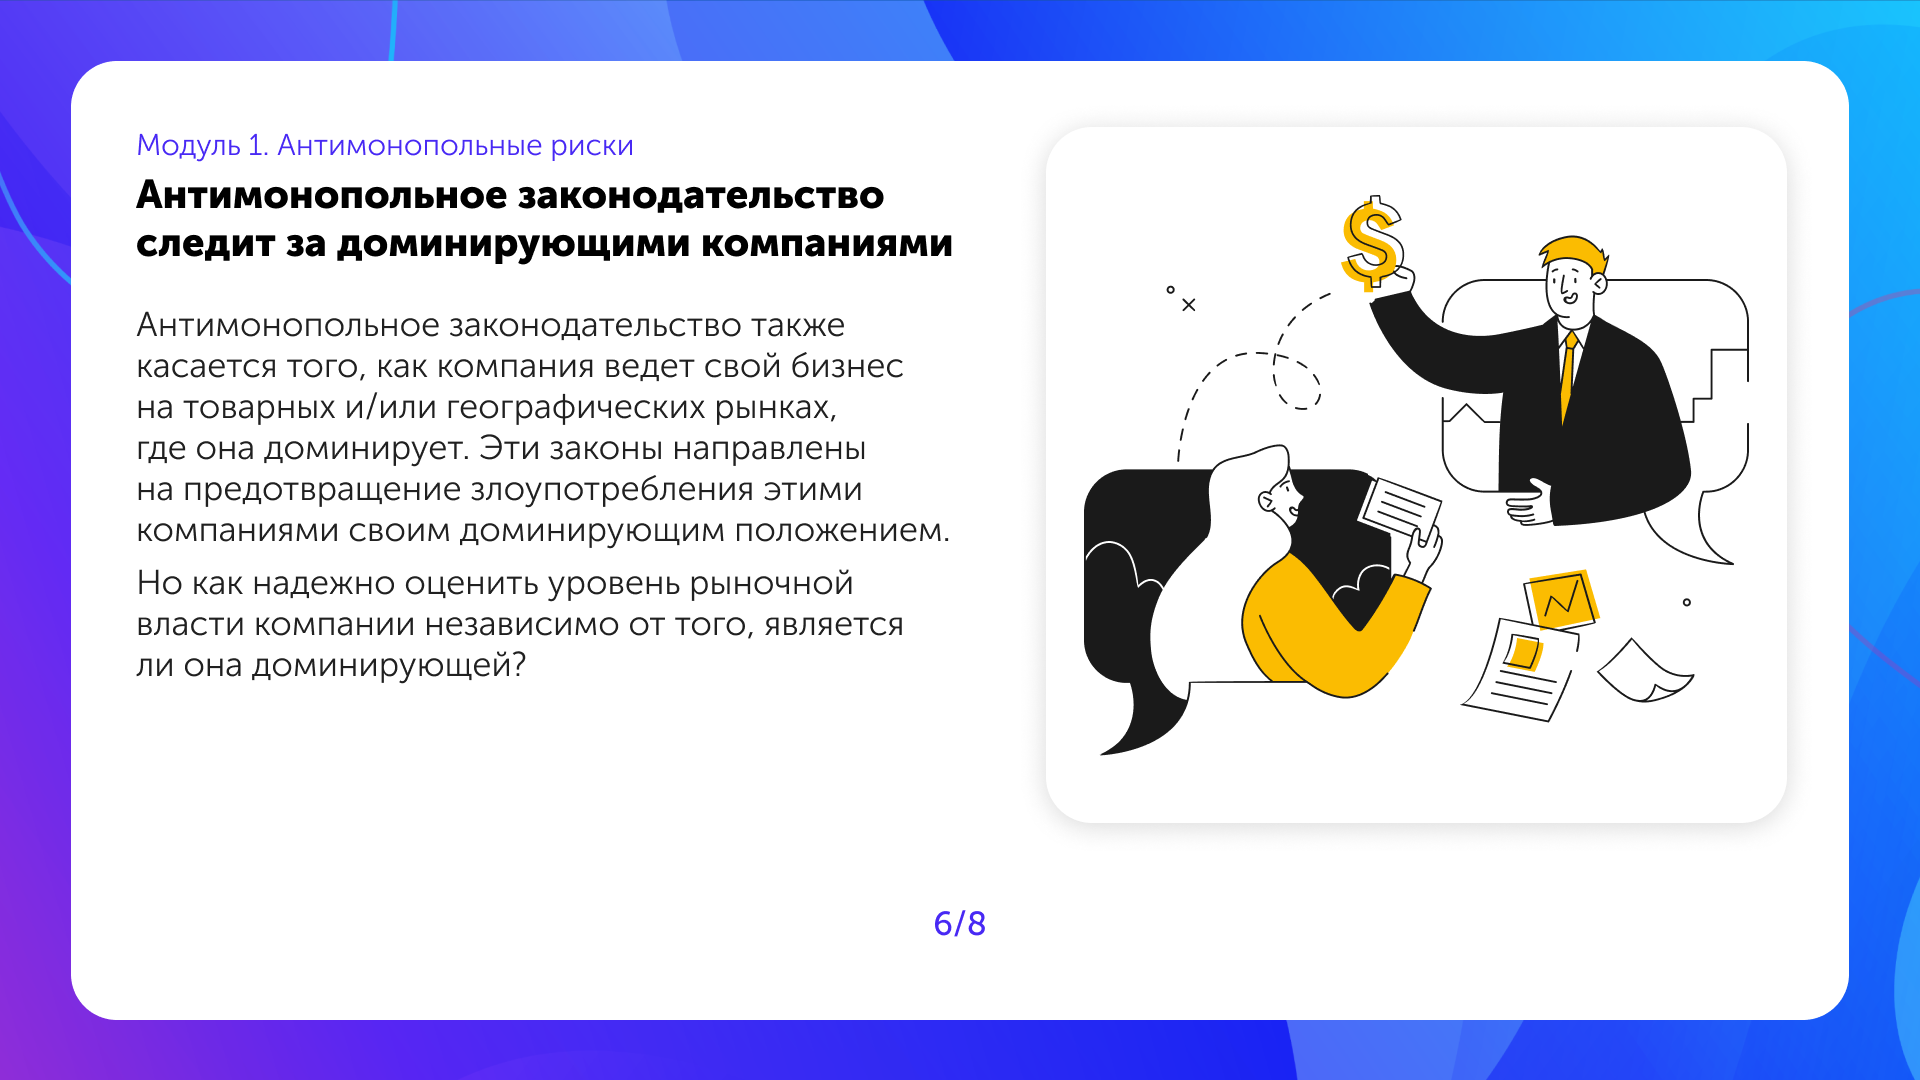 Модуль 1. Антимонопольные риски
Антимонопольное законодательство
следит за доминирующими компаниями
Антимонопольное законодательство также
касается того, как компания ведет свой бизнес
на товарных и/или географических рынках,
где она доминирует. Эти законы направлены
на предотвращение злоупотребления этими
компаниями своим доминирующим положением.
Но как надежно оценить уровень рыночной
власти компании независимо от того, является
ли она доминирующей?
$
6/8